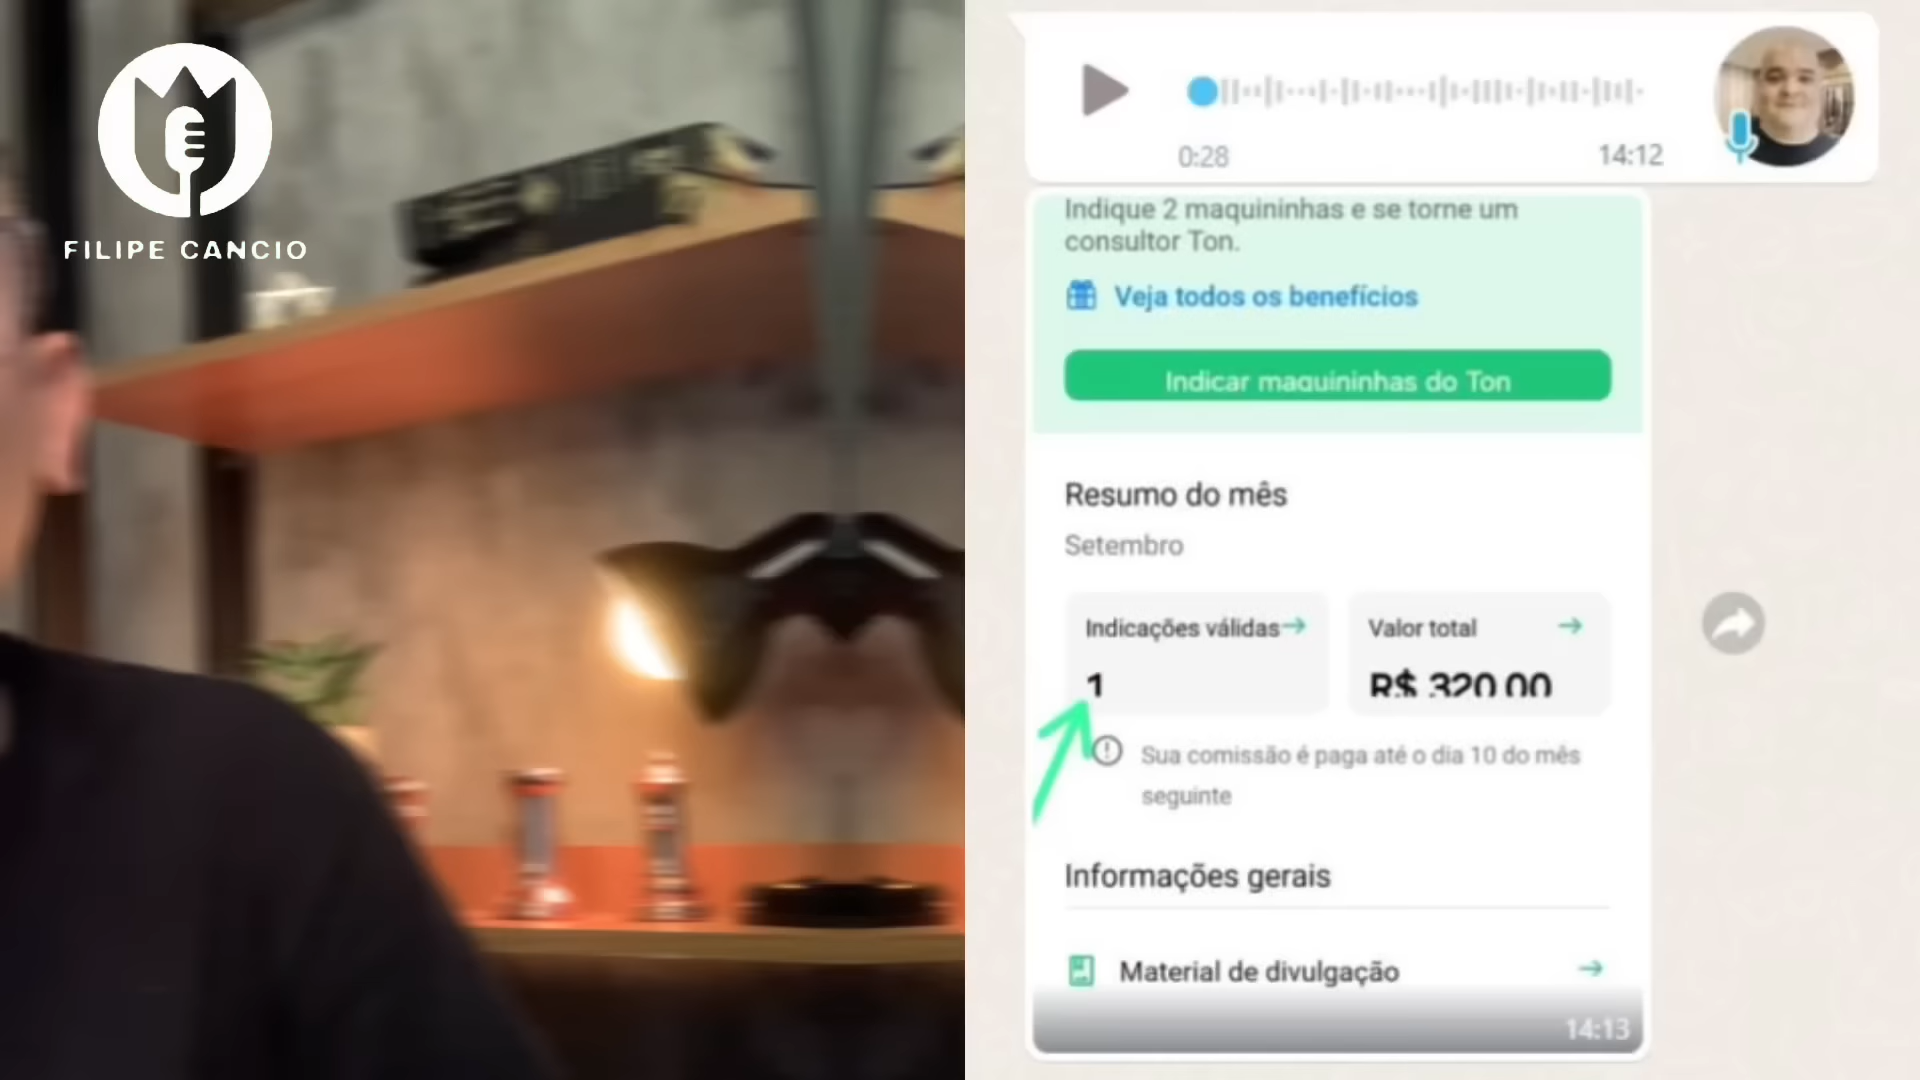 FILIPE CANCIO
0:28
14:12
Indique 2 maquininhas e se torne um
consultor Ton.
Veja todos os benefícios
Indicar maquininhas do Ton
Resumo do mês
Setembro
Indicações válidas
Valor total
1
R$ 320,00
Sua comissão é paga até o dia 10 do mês
seguinte
Informações gerais
Material de divulgação
14:13